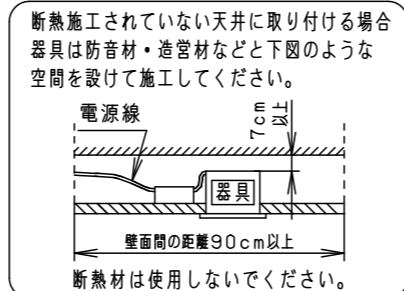 断熱施工されていない天井に取り付ける場合
器具は防音材・造営材などと下図のような
空間を設けて施工してください。
電源線
7cm
以上
器具
壁面間の距離90cm以上
断熱材は使用しないでください。